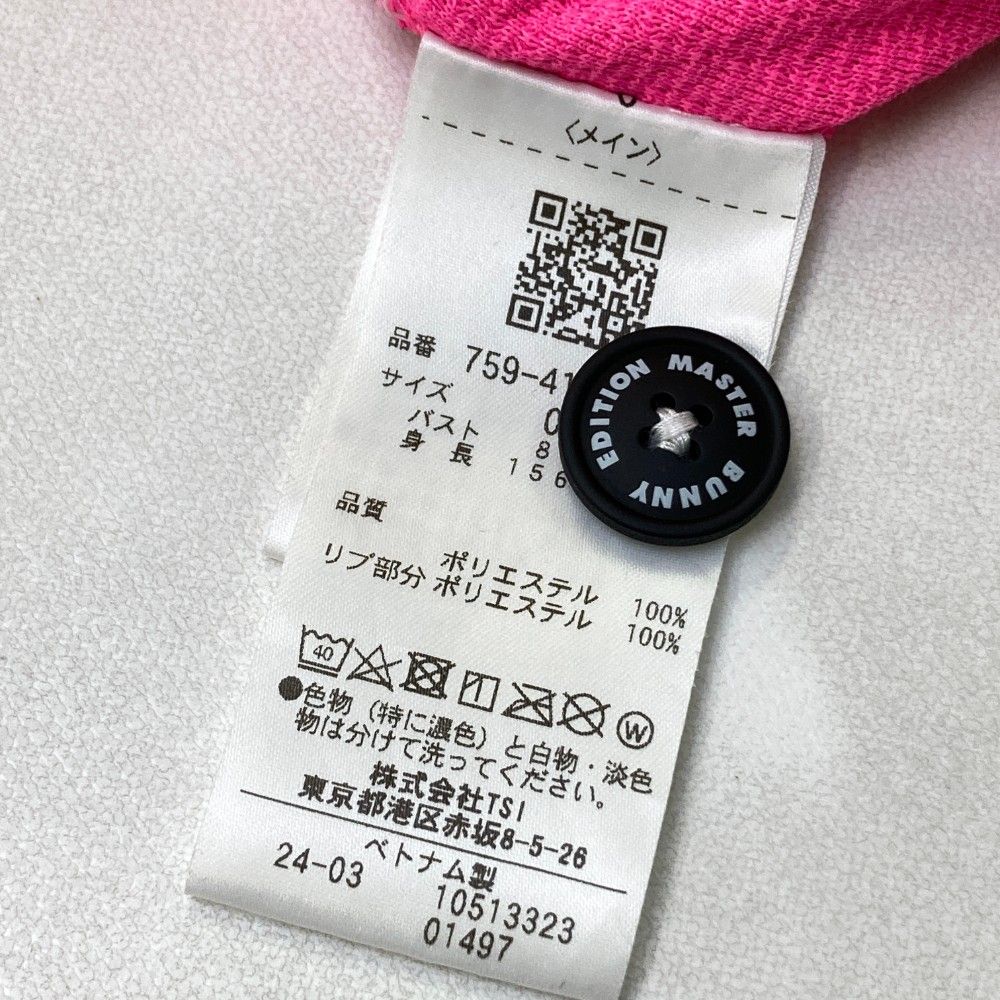 〈メイン〉
品番 759-41
サイズ 0
バスト 8
身長 156
MASTER BUNNY EDITION
品質
ポリエステル 100%
リブ部分 ポリエステル 100%
40
W
●色物(特に濃色)と白物・淡色
物は分けて洗ってください。
株式会社TSI
東京都港区赤坂8-5-26
ベトナム製
24-03
10513323
01497